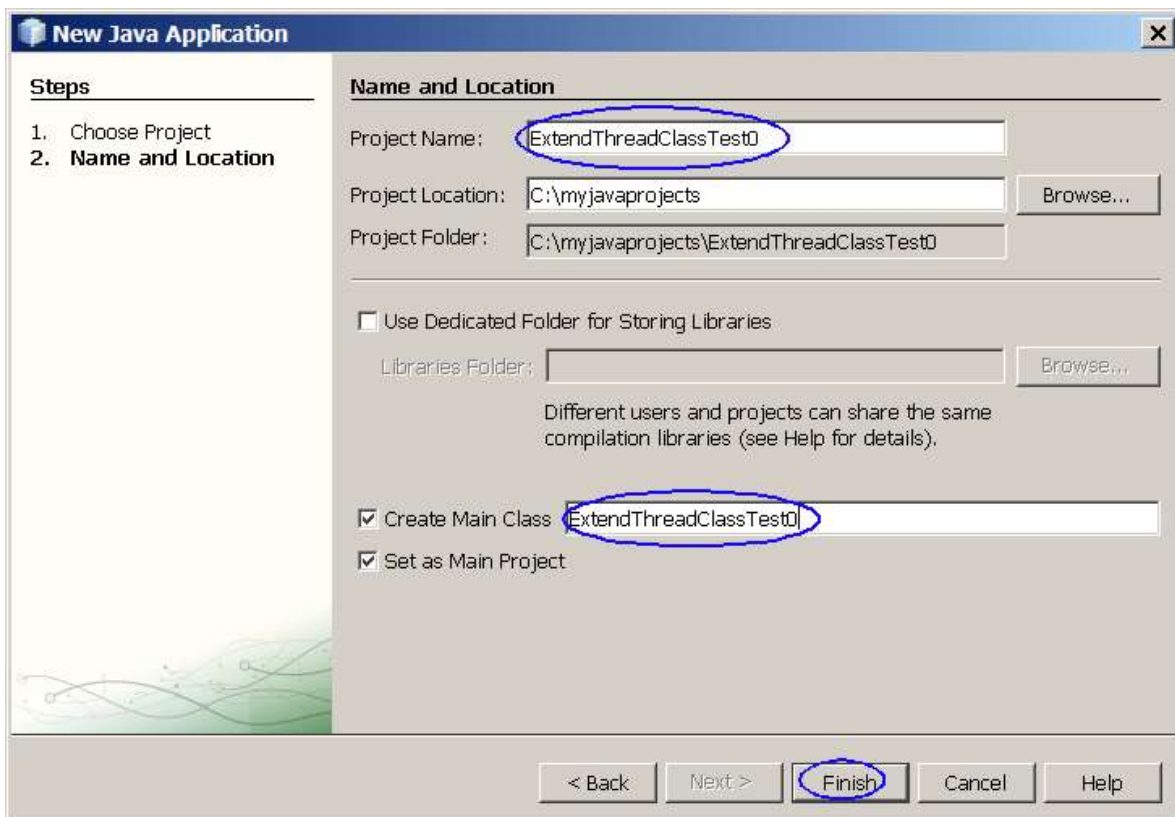 New Java Application
Steps
1. Choose Project
2. Name and Location
Name and Location
Project Name: ExtendThreadClassTest0
Project Location: C:\myjavaprojects Browse...
Project Folder: C:\myjavaprojects\ExtendThreadClassTest0
Use Dedicated Folder for Storing Libraries
Libraries Folder: Browse...
Different users and projects can share the same
compilation libraries (see Help for details).
Create Main Class ExtendThreadClassTest0
Set as Main Project
< Back Next > Finish Cancel Help